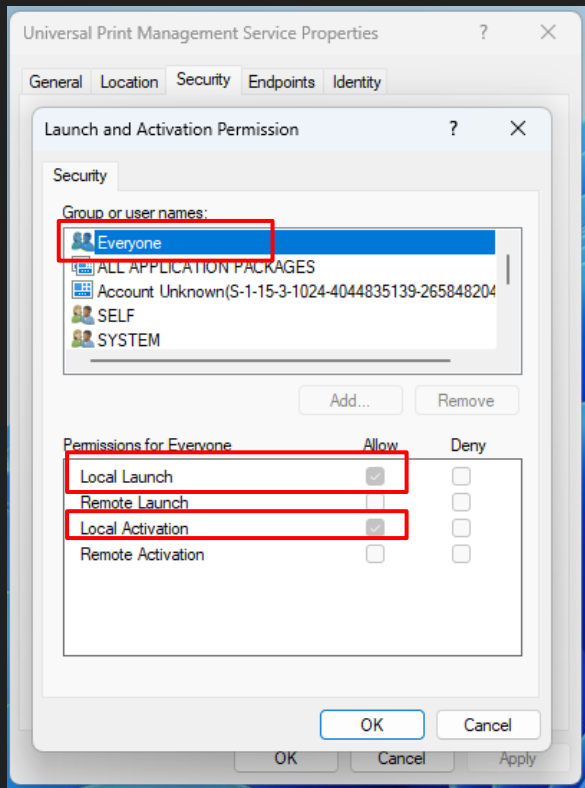 Universal Print Management Service Properties ? ×
General Location Security Endpoints Identity
Launch and Activation Permission ? ×
Security
Group or user names:
Everyone
ALL APPLICATION PACKAGES
Account Unknown(S-1-15-3-1024-4044835139-265848204
SELF
SYSTEM
Add... Remove
Permissions for Everyone Allow Deny
Local Launch
Remote Launch
Local Activation
Remote Activation
OK Cancel
OK Cancel Apply